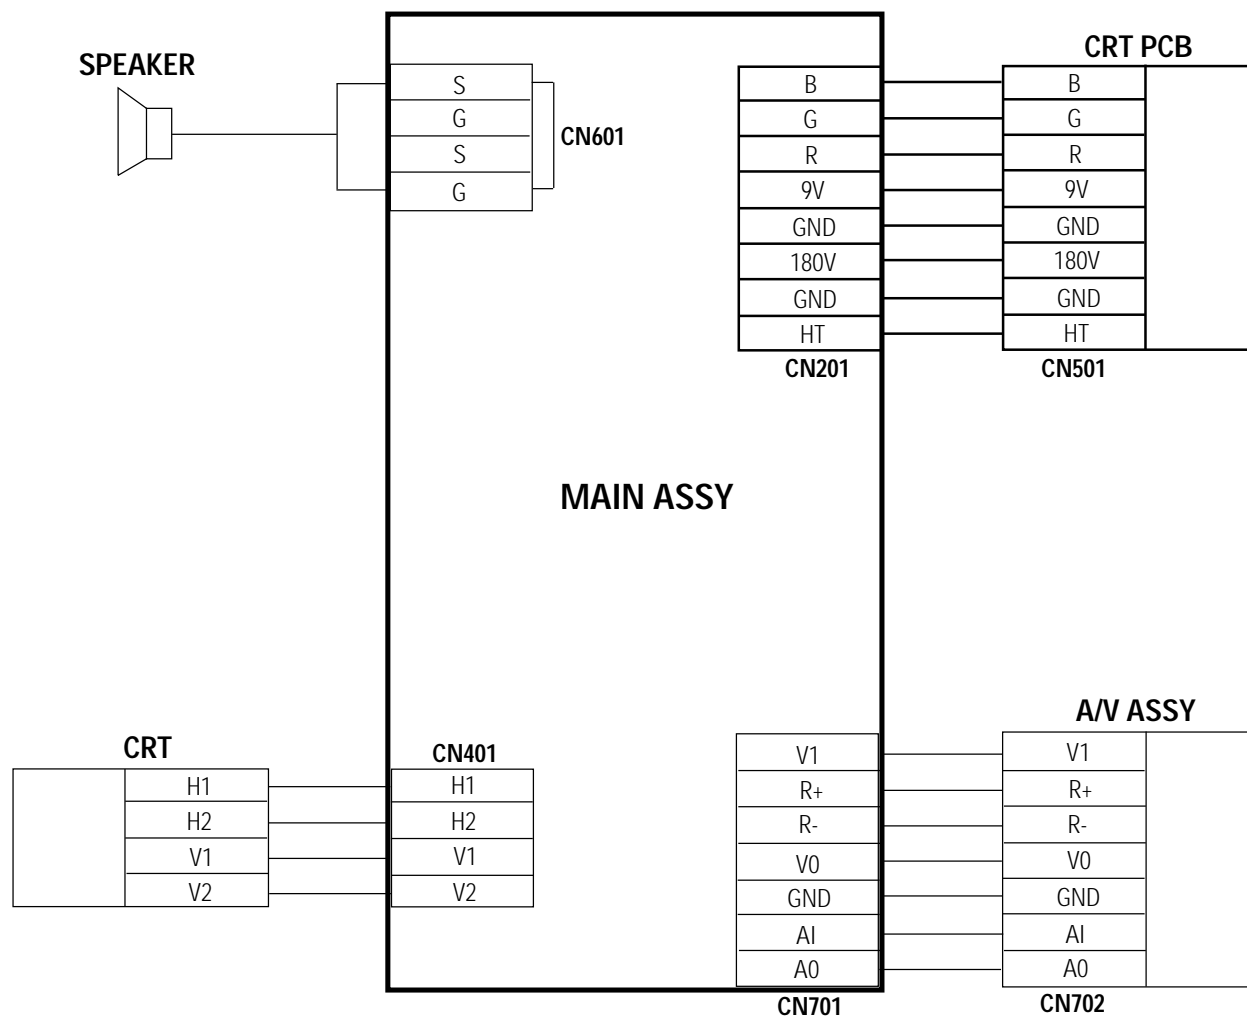 SPEAKER
S
G
S
G
CN601
CRT PCB
B
G
R
9V
GND
180V
GND
HT
CN201
B
G
R
9V
GND
180V
GND
HT
CN501
MAIN ASSY
CRT
H1
H2
V1
V2
CN401
H1
H2
V1
V2
A/V ASSY
V1
R+
R-
V0
GND
AI
A0
CN701
V1
R+
R-
V0
GND
AI
A0
CN702